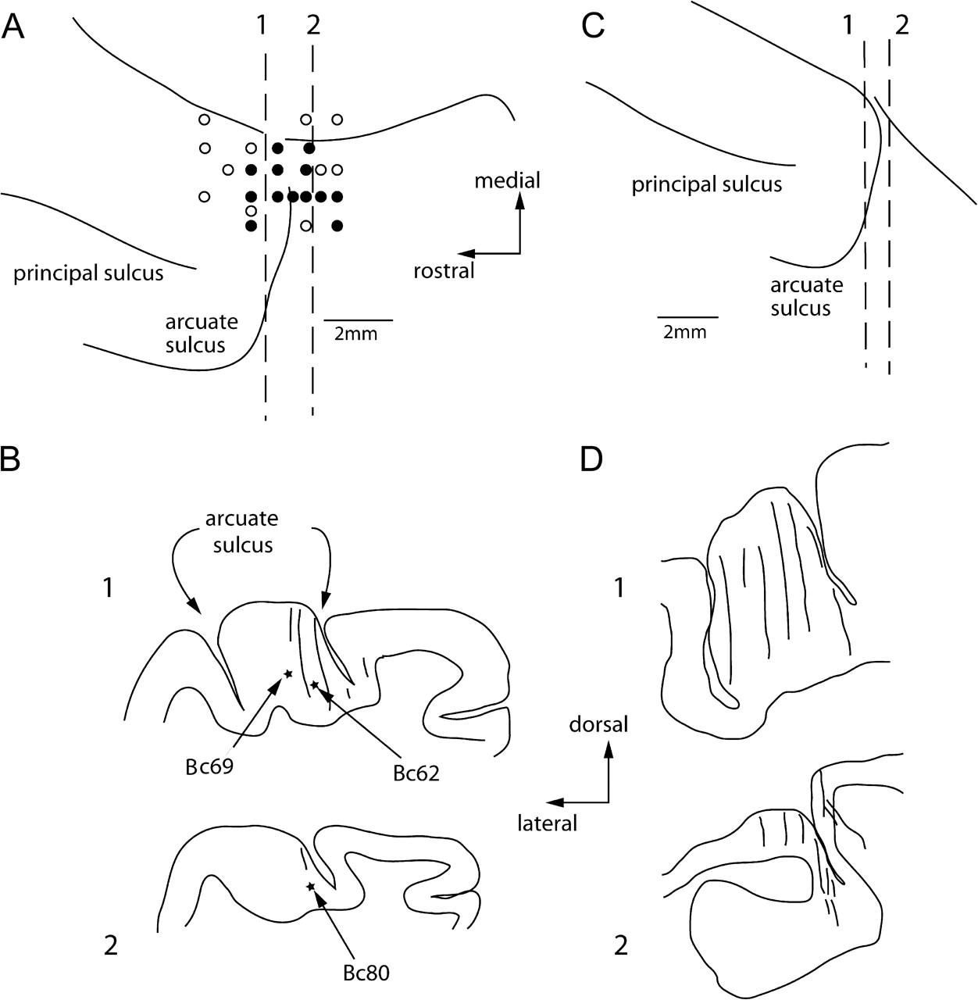 A
1
2
principal sulcus
arcuate
sulcus
medial
rostral
2mm
C
1
2
principal sulcus
arcuate
sulcus
2mm
B
arcuate
sulcus
1
Bc69
Bc62
2
Bc80
dorsal
lateral
D
1
2